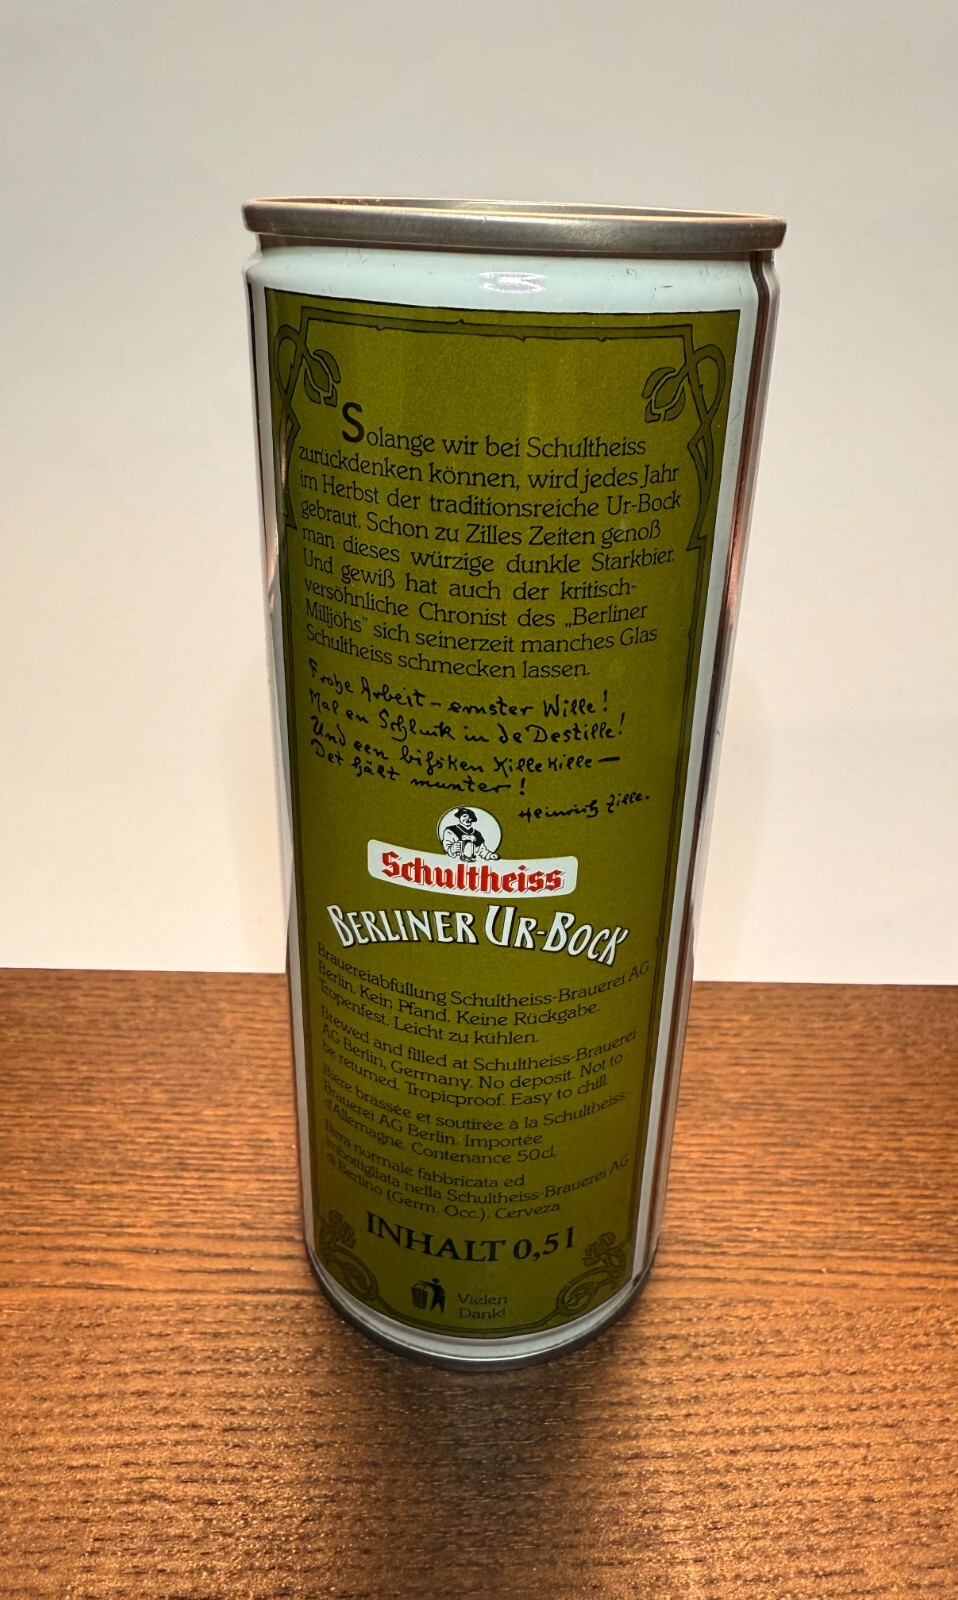 Solange wir bei Schultheiss
zurückdenken können, wird jedes Jahr
im Herbst der traditionsreiche Ur-Bock
gebraut. Schon zu Zilles Zeiten genoß
man dieses würzige dunkle Starkbier.
Und gewiß hat auch der kritisch-
versöhnliche Chronist des „Berliner
Milljöhs" sich seinerzeit manches Glas
Schultheiss schmecken lassen.
Frohe Arbeit – ernster Wille!
Mal en Schluck in de Destille!
Und een bißken Kille Kille —
Det hält munter!
Heinrich Zille.
Schultheiss
BERLINER UR-BOCK
Brauereiabfüllung Schultheiss-Brauerei AG
Berlin. Kein Pfand. Keine Rückgabe.
Tropenfest. Leicht zu kühlen.
Brewed and filled at Schultheiss-Brauerei
AG Berlin, Germany. No deposit. Not to
be returned. Tropicproof. Easy to chill.
Bière brassée et soutirée à la Schultheiss-
Brauerei AG Berlin. Importée
d'Allemagne. Contenance 50cl.
Birra normale fabbricata ed
imbottigliata nella Schultheiss-Brauerei AG
di Berlino (Germ. Occ.). Cerveza.
INHALT 0,5 l
Vielen
Dank!